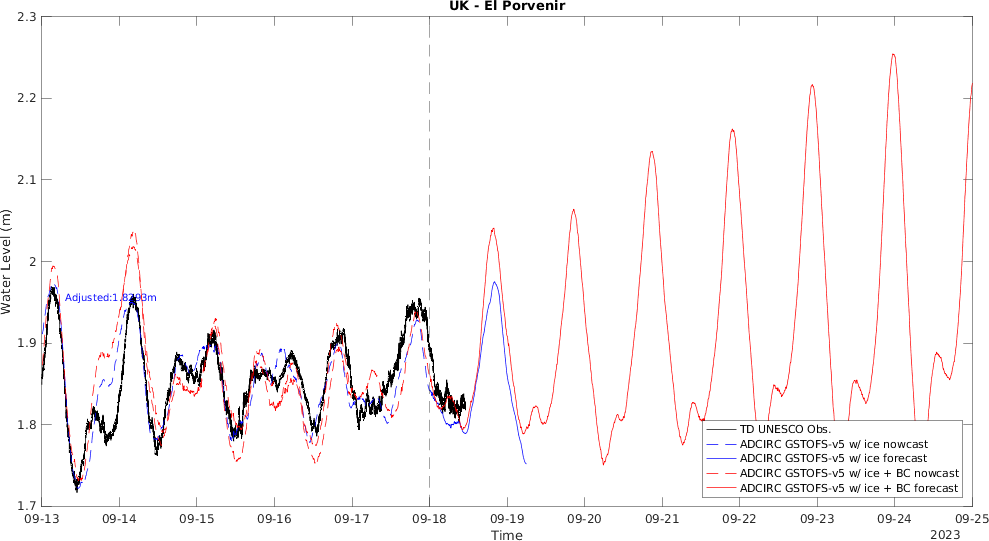 UK - El Porvenir
2.3
2.2
2.1
2
1.9
1.8
1.7
Water Level (m)
TD UNESCO Obs.
ADCIRC GSTOFS-v5 w/ ice nowcast
ADCIRC GSTOFS-v5 w/ ice forecast
ADCIRC GSTOFS-v5 w/ ice + BC nowcast
ADCIRC GSTOFS-v5 w/ ice + BC forecast
09-13 09-14 09-15 09-16 09-17 09-18 09-19 09-20 09-21 09-22 09-23 09-24 09-25
Time
2023